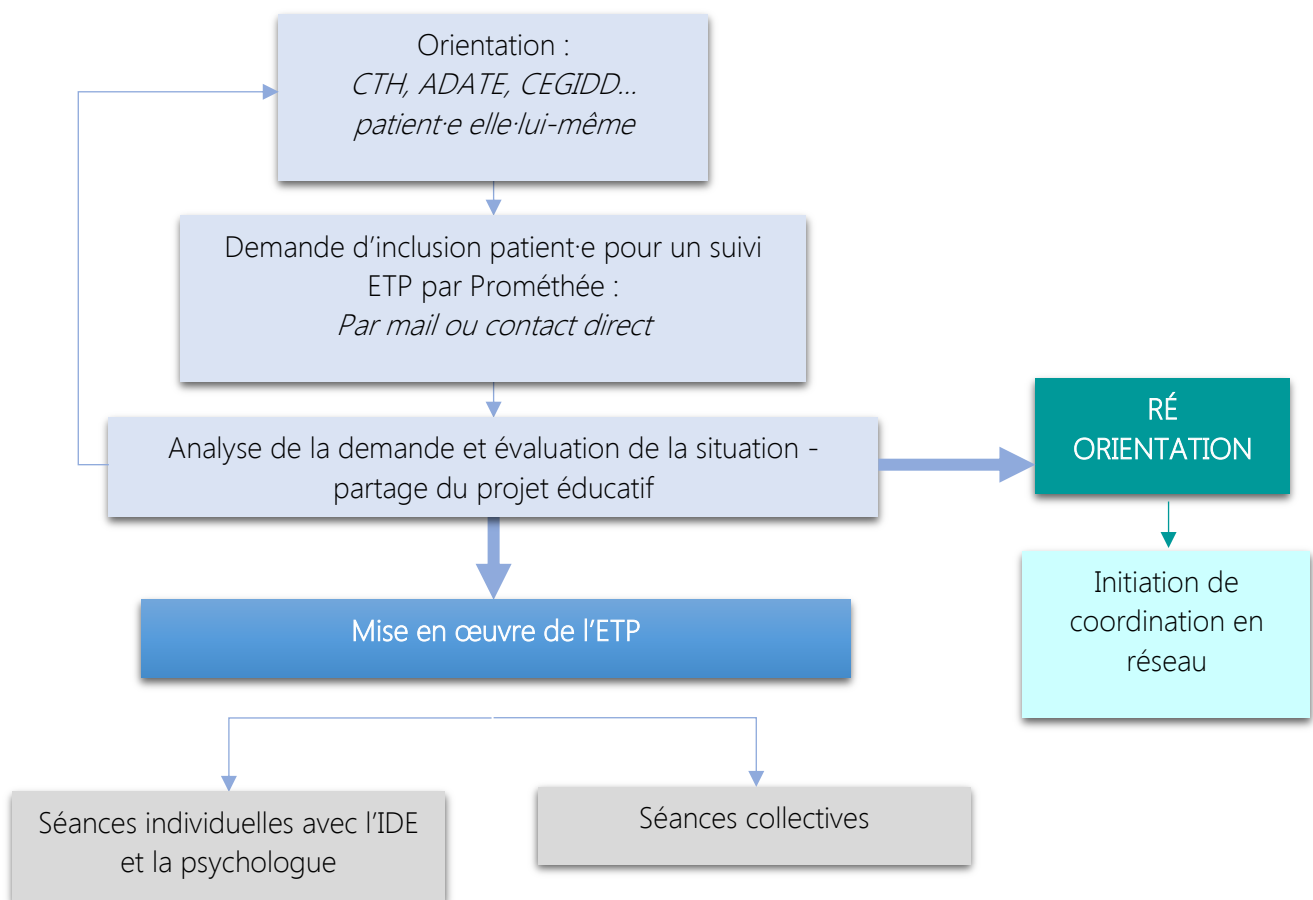 Orientation :
CTH, ADATE, CEGIDD...
patient·e elle·lui-même
Demande d'inclusion patient·e pour un suivi
ETP par Prométhée :
Par mail ou contact direct
Analyse de la demande et évaluation de la situation -
partage du projet éducatif
RÉ
ORIENTATION
Initiation de
coordination en
réseau
Mise en œuvre de l'ETP
Séances individuelles avec l'IDE
et la psychologue
Séances collectives